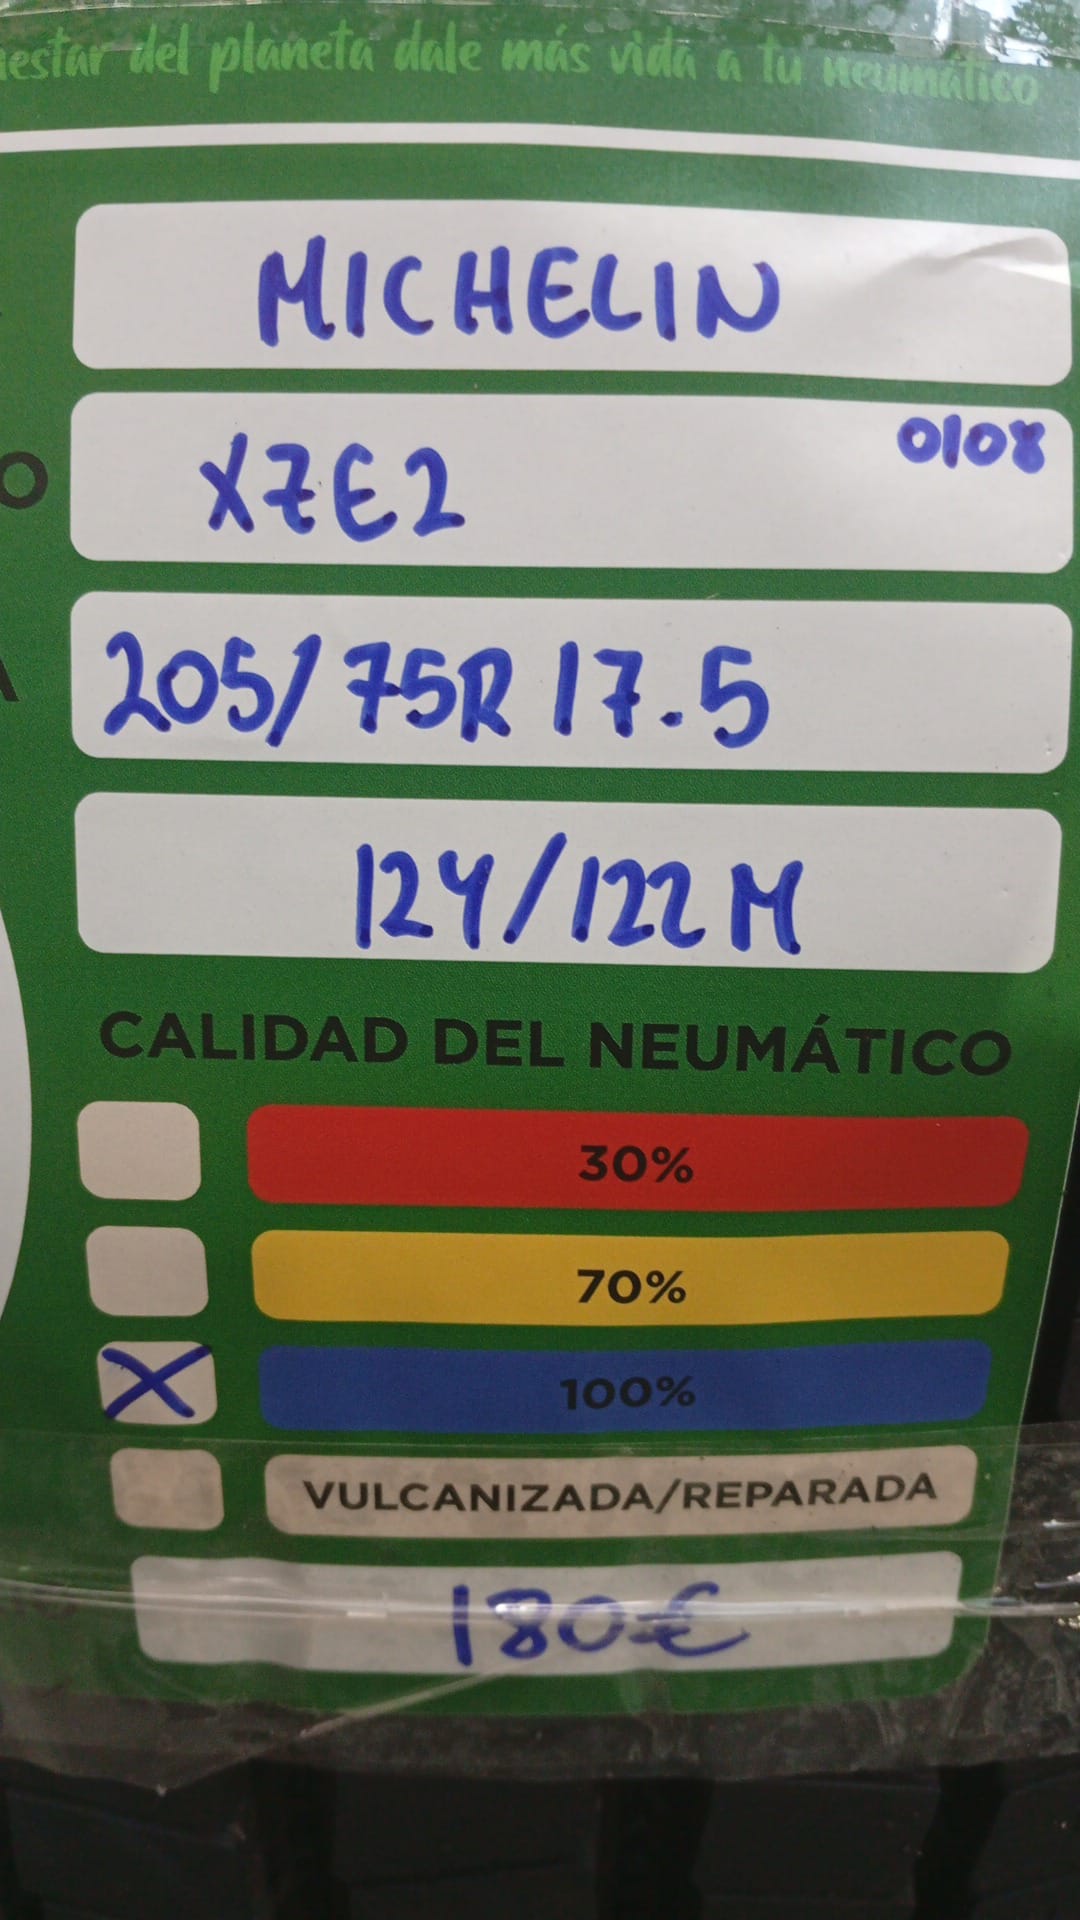 del planeta dale más vida a tu neumático
MICHELIN
XZE2 0108
205/75R 17.5
124/122 M
CALIDAD DEL NEUMÁTICO
30%
70%
X 100%
VULCANIZADA/REPARADA
180€